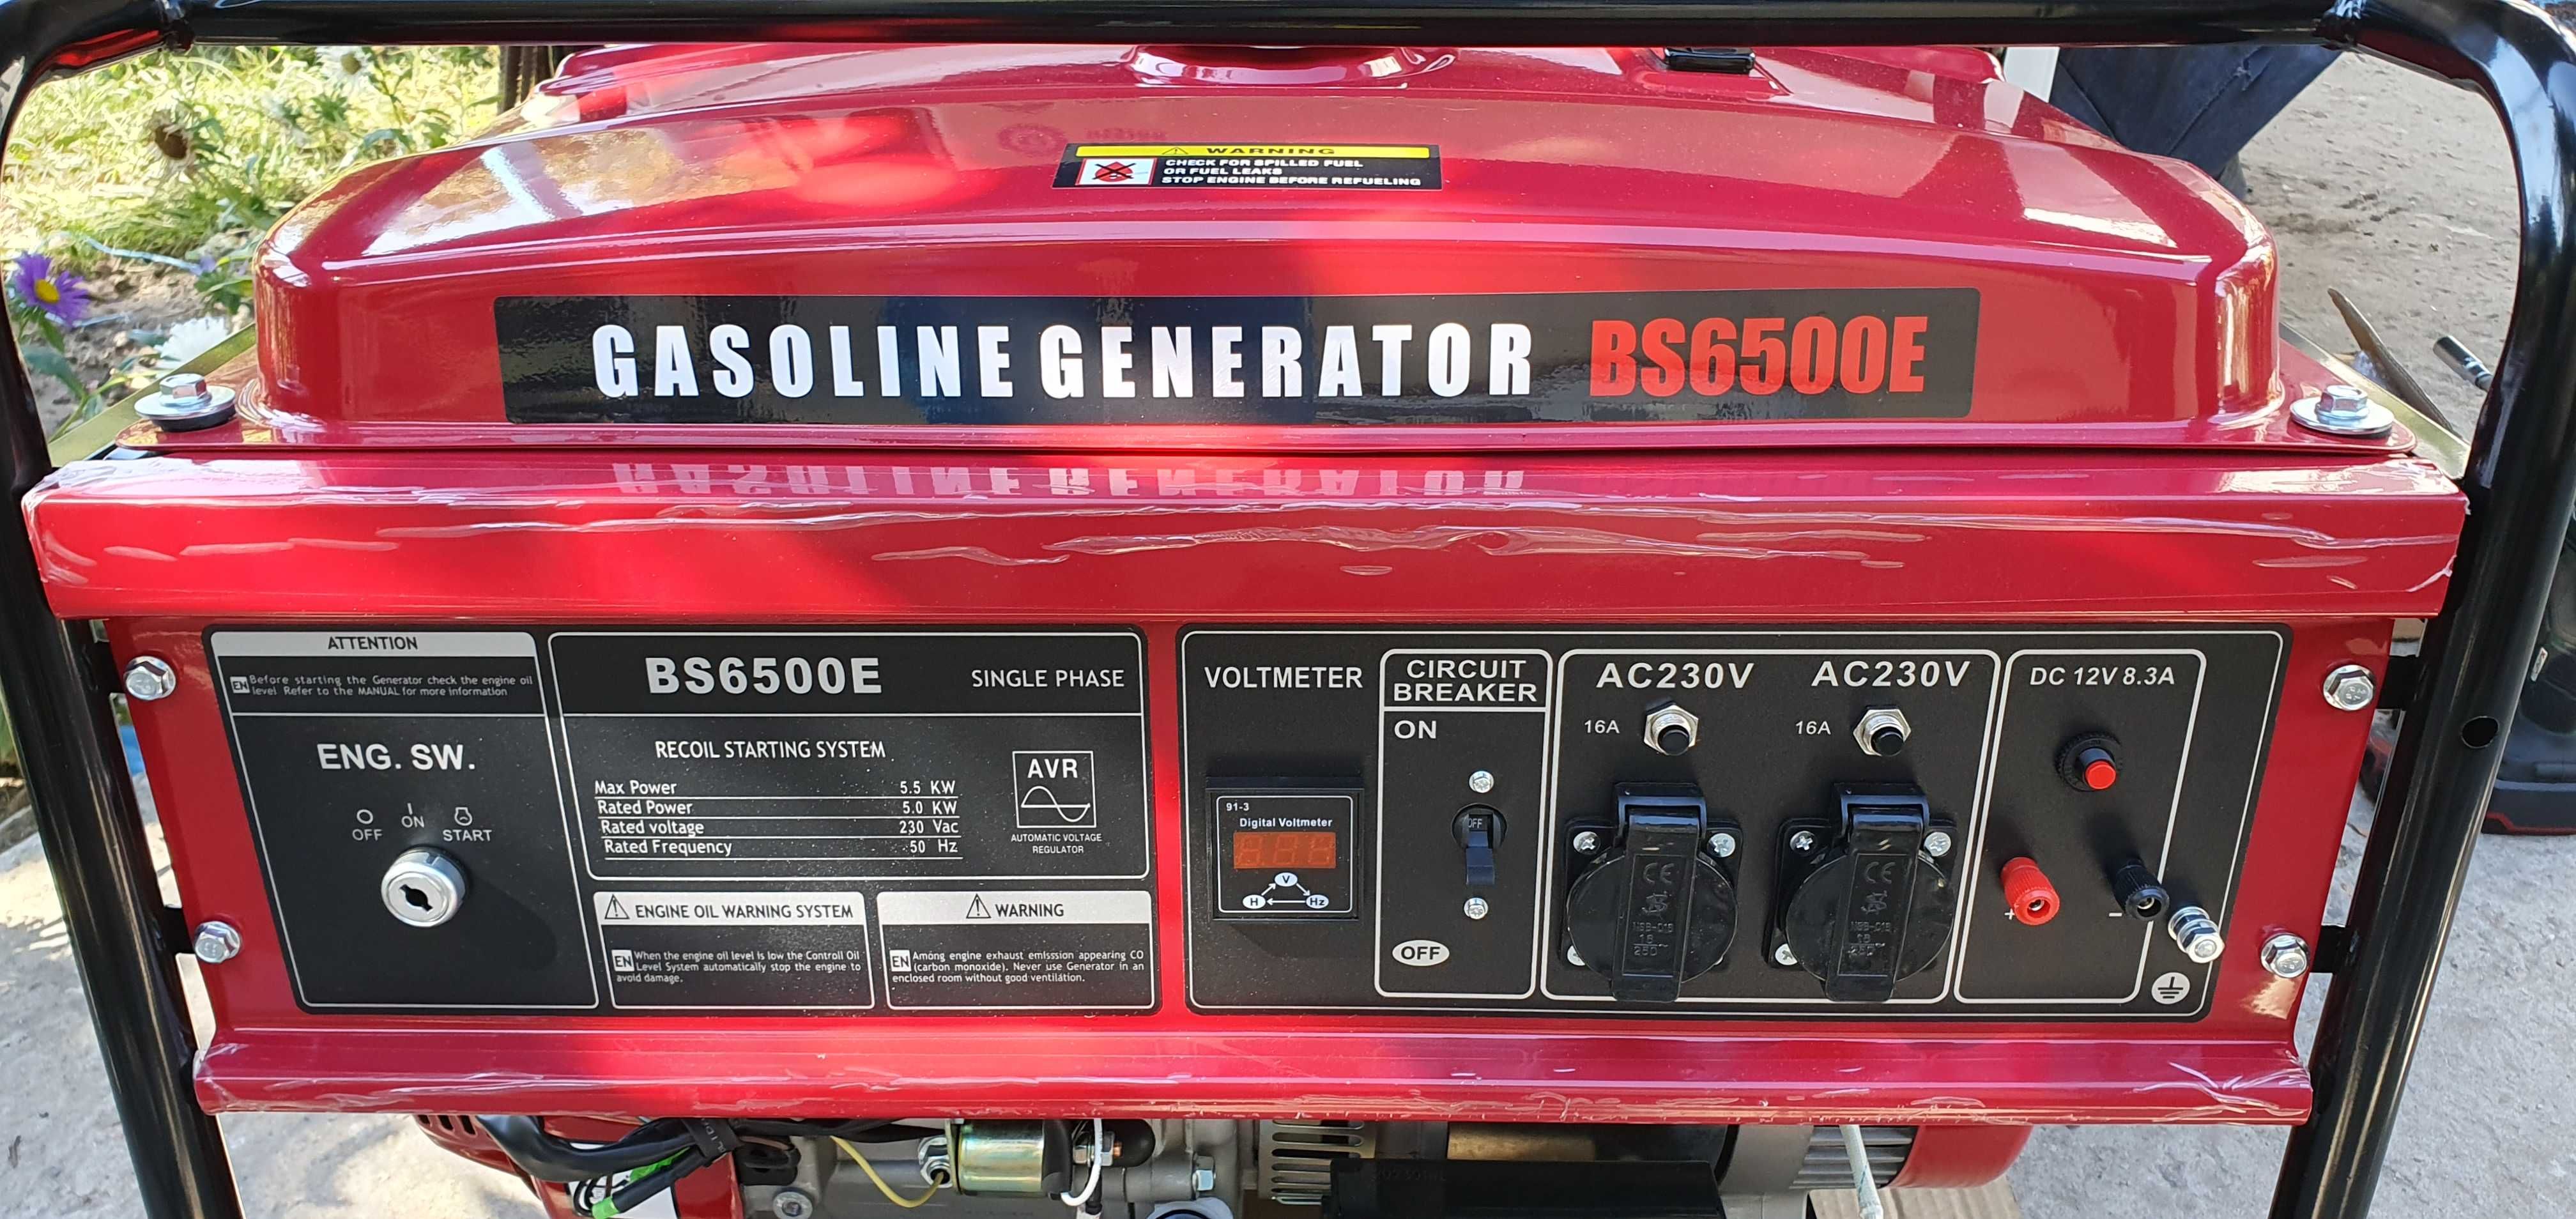 WARNING
CHECK FOR SPILLED FUEL
OR FUEL LEAKS
STOP ENGINE BEFORE REFUELING
GASOLINE GENERATOR BS6500E
ATTENTION
EN Before starting the Generator check the engine oil
level Refer to the MANUAL for more information
ENG. SW.
OFF
ON
START
BS6500E SINGLE PHASE
RECOIL STARTING SYSTEM
Max Power 5.5 KW
Rated Power 5.0 KW
Rated voltage 230 Vac
Rated Frequency 50 Hz
AVR
AUTOMATIC VOLTAGE
REGULATOR
ENGINE OIL WARNING SYSTEM
EN When the engine oil level is low the Controll Oil
Level System automatically stop the engine to
avoid damage.
WARNING
EN Among engine exhaust emisssion appearing CO
(carbon monoxide). Never use Generator in an
enclosed room without good ventilation.
VOLTMETER
91-3
Digital Voltmeter
V
H Hz
CIRCUIT
BREAKER
ON
OFF
OFF
AC230V
16A
CE
16
250~
AC230V
16A
CE
16
250~
DC 12V 8.3A
+ −